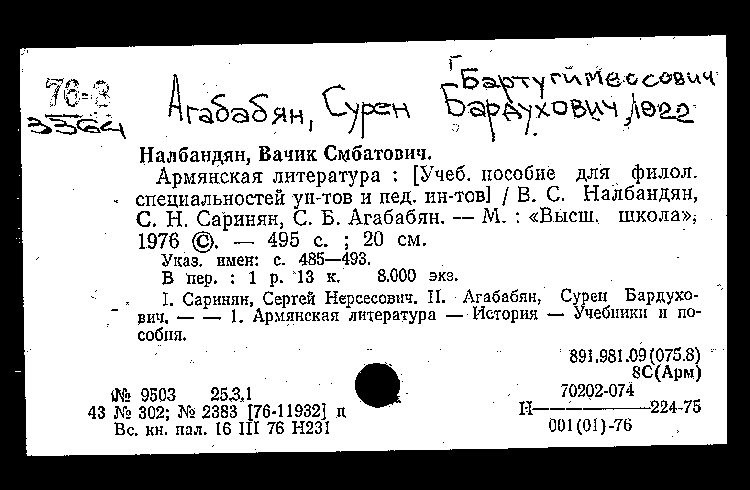 76-3
3364
Агабабян, Сурен Бардухович, 1922
Налбандян, Вачик Смбатович.
Армянская литература : [Учеб. пособие для филол.
специальностей ун-тов и пед. ин-тов] / В. С. Налбандян,
С. Н. Саринян, С. Б. Агабабян. — М. : «Высш. школа»,
1976 ©. — 495 с. ; 20 см.
Указ. имен: с. 485—493.
В пер. : 1 р. 13 к. 8.000 экз.
I. Саринян, Сергей Нерсесович. II. Агабабян, Сурен Бардухо-
вич. — — 1. Армянская литература — История — Учебники и по-
собия.
891.981.09(075.8)
8С(Арм)
№ 9503 25.3.1
70202-074
43 № 302; № 2383 [76-11932] п
Н—————224-75
Вс. кн. пал. 16 III 76 Н231
001(01)-76